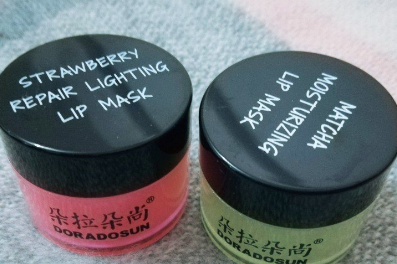 STRAWBERRY
REPAIR LIGHTING
LIP MASK
朵拉朵尚®
DORADOSUN
MATCHA
MOISTURIZING
LIP MASK
朵拉朵尚®
DORADOSUN